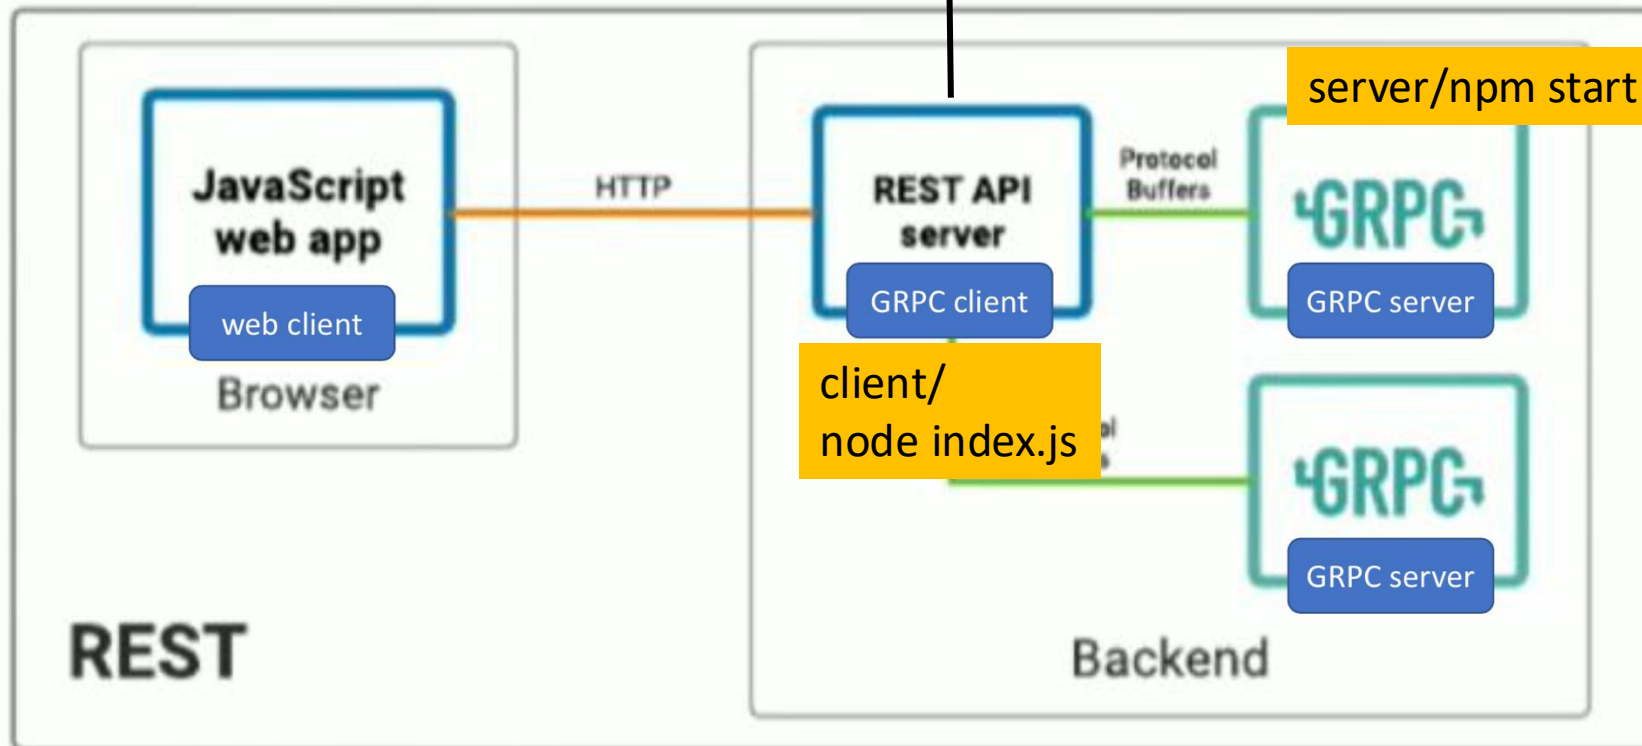 server/npm start
JavaScript
web app
web client
Browser
HTTP
REST API
server
GRPC client
Protocol
Buffers
GRPC
GRPC server
client/
node index.js
GRPC
GRPC server
REST
Backend